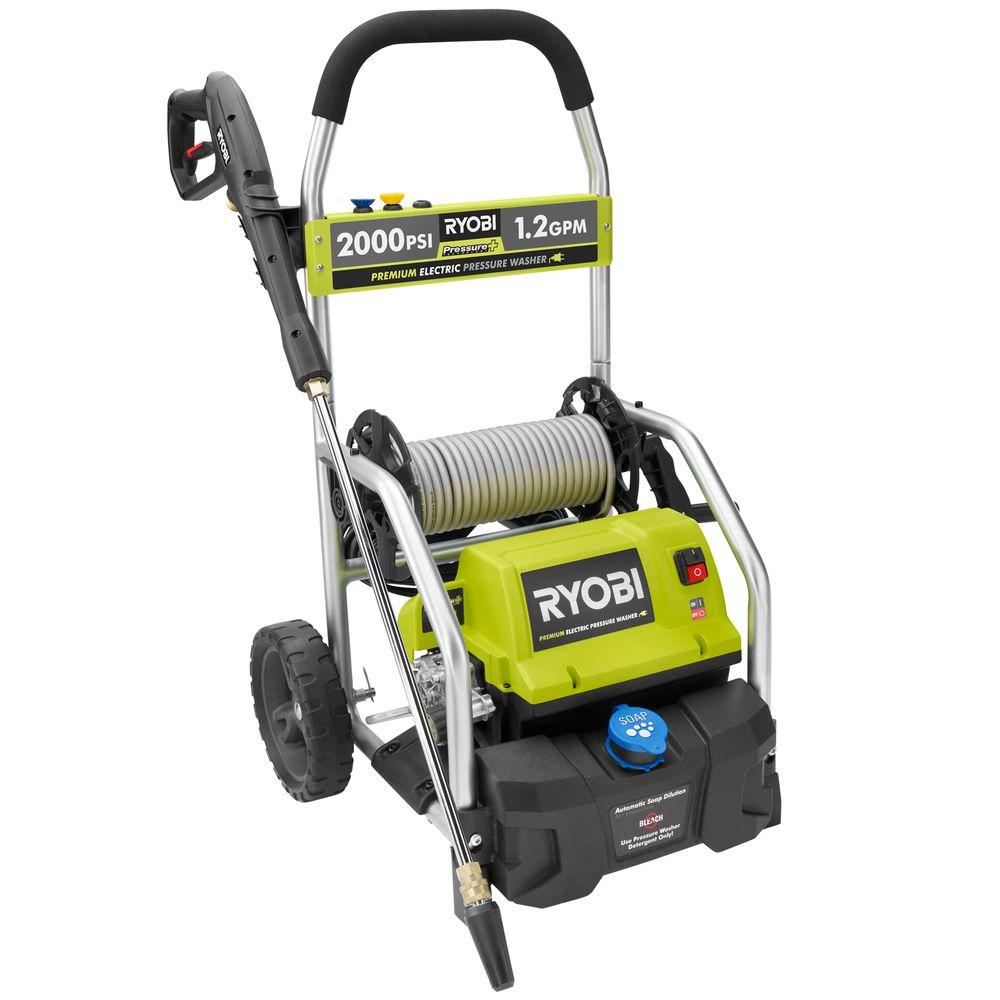 RYOBI
2000PSI
RYOBI
Pressure+
1.2GPM
PREMIUM ELECTRIC PRESSURE WASHER
RYOBI
PREMIUM ELECTRIC PRESSURE WASHER
ON
OFF
SOAP
Automatic Soap Dilution
BLEACH
Use Pressure Washer
Detergent Only!